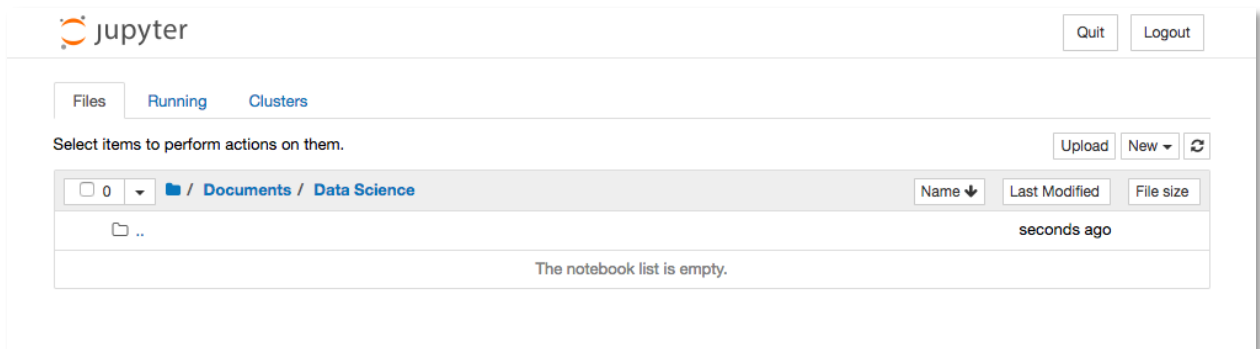 jupyter
Quit
Logout
Files
Running
Clusters
Select items to perform actions on them.
Upload
New
0
/ Documents / Data Science
Name
Last Modified
File size
..
seconds ago
The notebook list is empty.